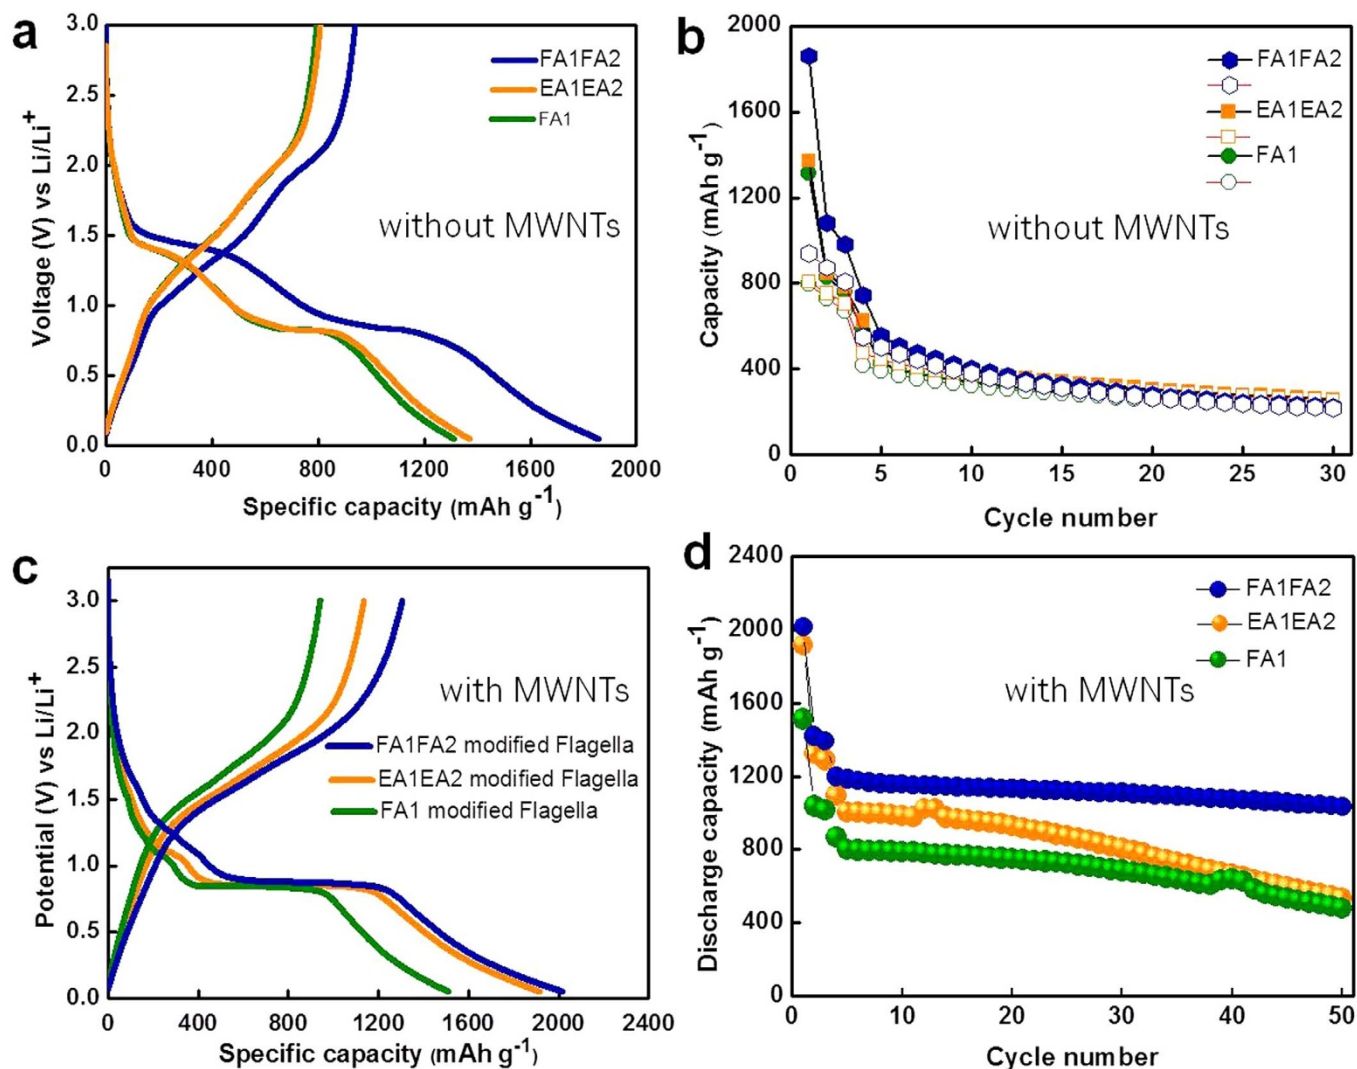 a
3.0
2.5
2.0
1.5
1.0
0.5
0.0
Voltage (V) vs Li/Li⁺
FA1FA2
EA1EA2
FA1
without MWNTs
0 400 800 1200 1600 2000
Specific capacity (mAh g⁻¹)
b
2000
1600
1200
800
400
0
Capacity (mAh g⁻¹)
FA1FA2
EA1EA2
FA1
without MWNTs
0 5 10 15 20 25 30
Cycle number
c
3.0
2.5
2.0
1.5
1.0
0.5
0.0
Potential (V) vs Li/Li⁺
with MWNTs
FA1FA2 modified Flagella
EA1EA2 modified Flagella
FA1 modified Flagella
0 400 800 1200 1600 2000 2400
Specific capacity (mAh g⁻¹)
d
2400
2000
1600
1200
800
400
0
Discharge capacity (mAh g⁻¹)
FA1FA2
EA1EA2
FA1
with MWNTs
0 10 20 30 40 50
Cycle number